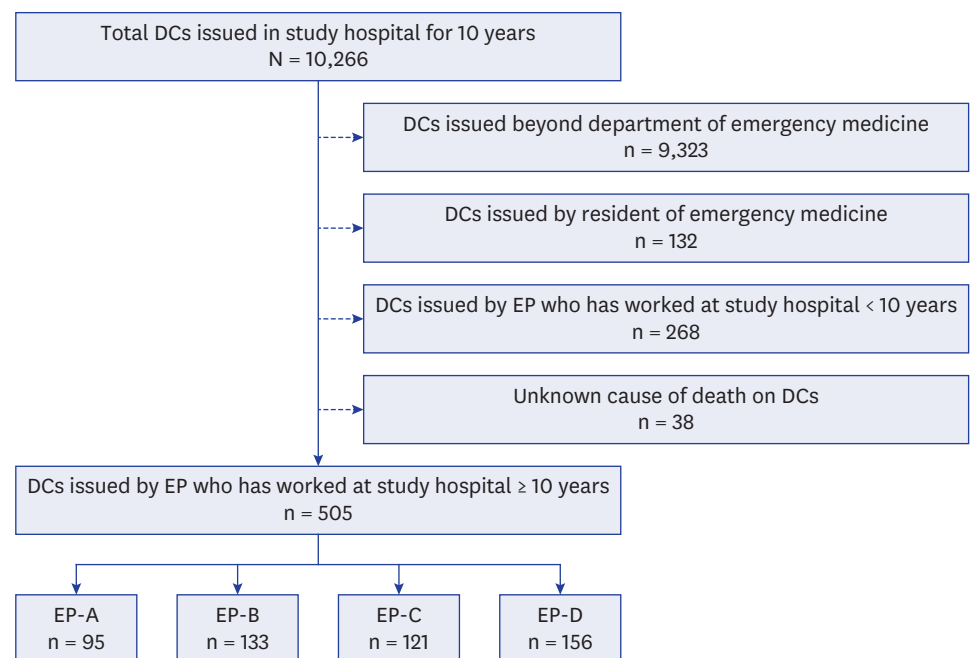 Total DCs issued in study hospital for 10 years
N = 10,266
DCs issued beyond department of emergency medicine
n = 9,323
DCs issued by resident of emergency medicine
n = 132
DCs issued by EP who has worked at study hospital < 10 years
n = 268
Unknown cause of death on DCs
n = 38
DCs issued by EP who has worked at study hospital ≥ 10 years
n = 505
EP-A
n = 95
EP-B
n = 133
EP-C
n = 121
EP-D
n = 156